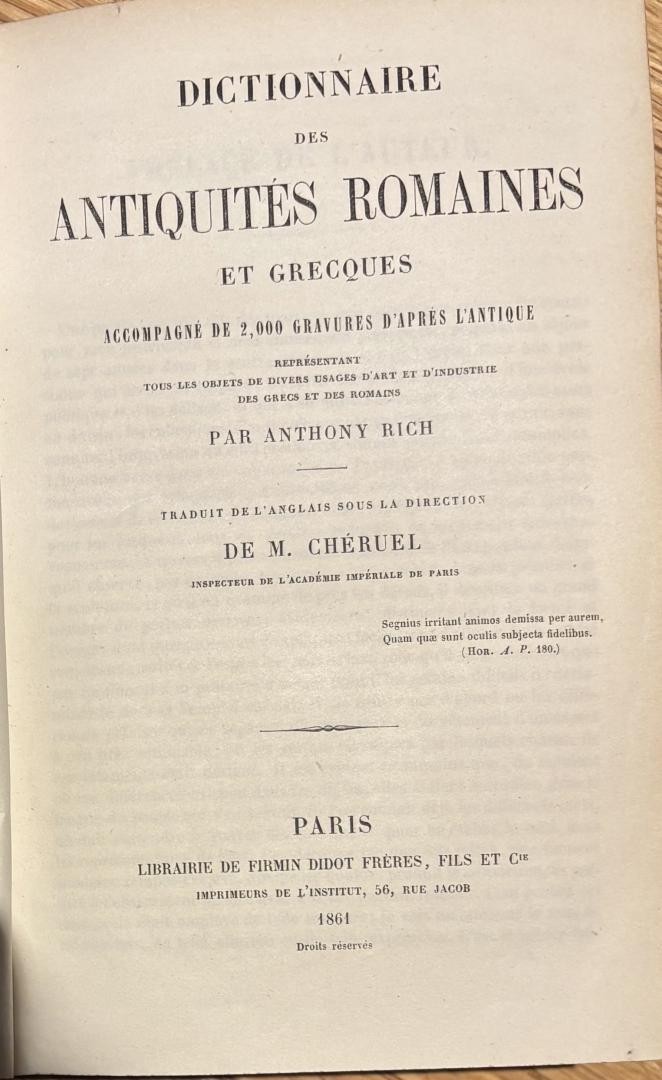 DICTIONNAIRE
DES
ANTIQUITÉS ROMAINES
ET GRECQUES
ACCOMPAGNÉ DE 2,000 GRAVURES D'APRÈS L'ANTIQUE
REPRÉSENTANT
TOUS LES OBJETS DE DIVERS USAGES D'ART ET D'INDUSTRIE
DES GRECS ET DES ROMAINS
PAR ANTHONY RICH
TRADUIT DE L'ANGLAIS SOUS LA DIRECTION
DE M. CHÉRUEL
INSPECTEUR DE L'ACADÉMIE IMPÉRIALE DE PARIS
Segnius irritant animos demissa per aurem,
Quam quæ sunt oculis subjecta fidelibus.
(HOR. A. P. 180.)
PARIS
LIBRAIRIE DE FIRMIN DIDOT FRÈRES, FILS ET CIE
IMPRIMEURS DE L'INSTITUT, 56, RUE JACOB
1861
Droits réservés